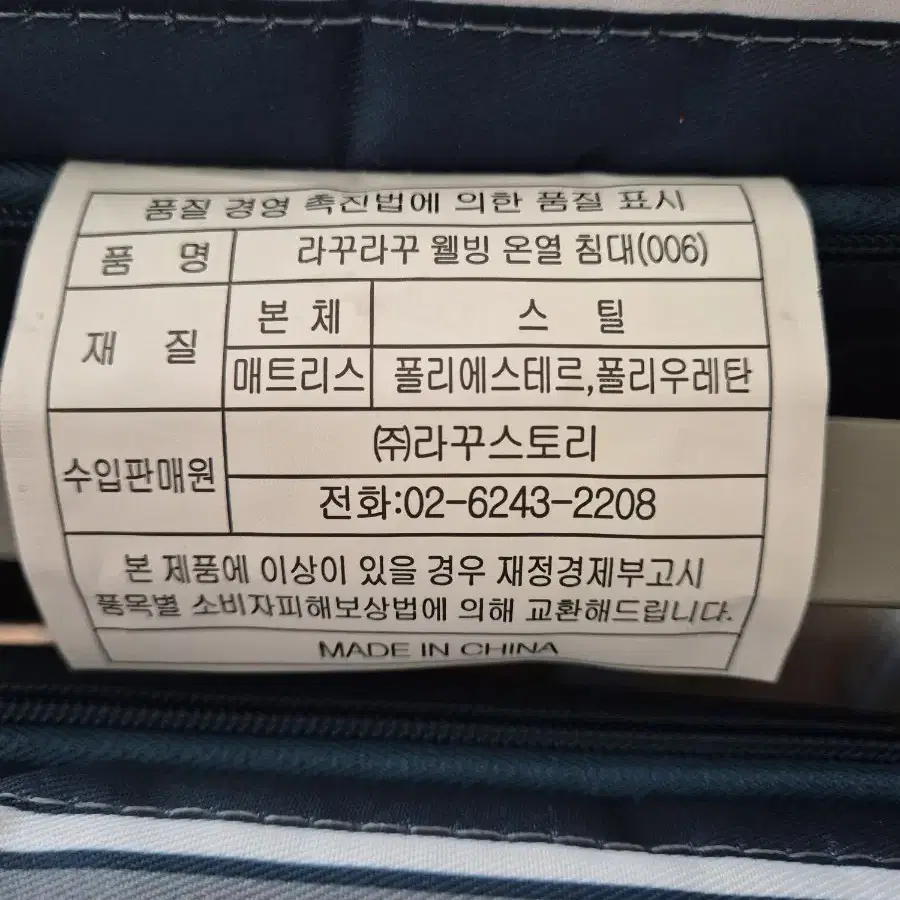 품질 경영 촉진법에 의한 품질 표시
품 명 라꾸라꾸 웰빙 온열 침대(006)
재 질 본 체 스 틸
매트리스 폴리에스테르,폴리우레탄
수입판매원 ㈜라꾸스토리
전화:02-6243-2208
본 제품에 이상이 있을 경우 재정경제부고시
품목별 소비자피해보상법에 의해 교환해드립니다.
MADE IN CHINA